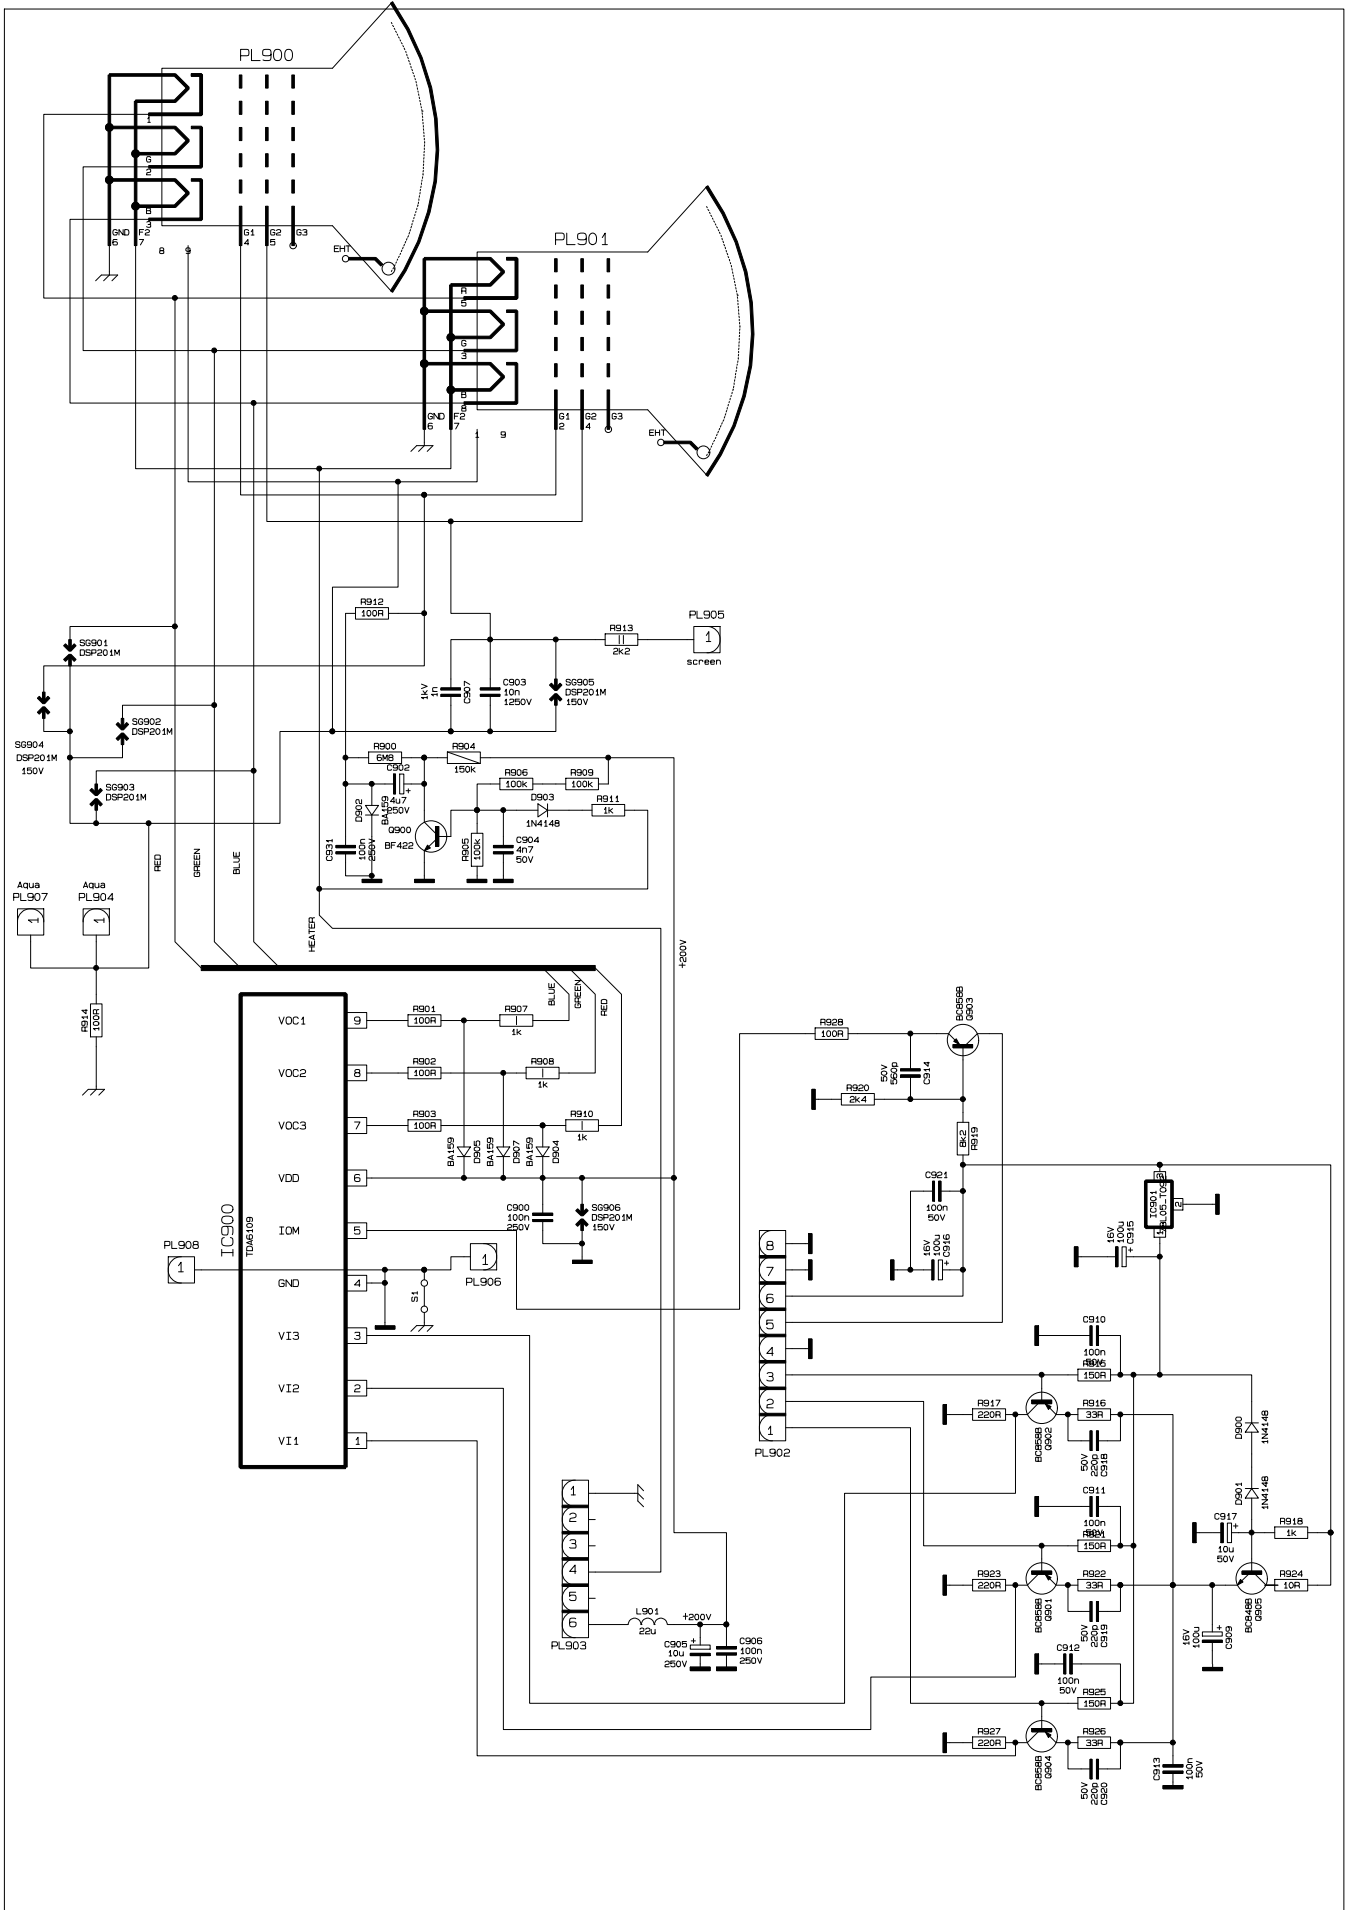 PL900
1
G
2
B
3
GND
6
F2
7
8
9
G1
4
G2
5
G3
EHT
PL901
R
5
G
3
B
8
GND
6
F2
7
1
9
G1
2
G2
4
G3
EHT
R912
100R
R913
2k2
PL905
1
screen
SG901
DSP201M
SG902
DSP201M
SG904
DSP201M
150V
SG903
DSP201M
1kV
1n
C907
C903
10n
1250V
SG905
DSP201M
150V
R900
6M8
R904
150k
C902
4u7
250V
D902
BA159
C931
100n
250V
Q900
BF422
R906
100k
R909
100k
D903
1N4148
R911
1k
R905
100k
C904
4n7
50V
RED
GREEN
BLUE
HEATER
+200V
Aqua
PL907
1
Aqua
PL904
1
R914
100R
BLUE
GREEN
RED
IC900
TDA6109
VOC1
9
VOC2
8
VOC3
7
VDD
6
IOM
5
GND
4
VI3
3
VI2
2
VI1
1
R901
100R
R907
1k
R902
100R
R908
1k
R903
100R
R910
1k
BA159
D905
BA159
D907
BA159
D904
C900
100n
250V
SG906
DSP201M
150V
PL908
1
PL906
1
S1
R928
100R
BC858B
Q903
50V
560p
C914
R920
2k4
8k2
R919
C921
100n
50V
16V
100u
C916
IC901
78L05_TO92
2
16V
100u
C915
8
7
6
5
4
3
2
1
PL902
C910
100n
50V
R915
150R
R917
220R
BC858B
Q902
R916
33R
50V
220p
C918
D900
1N4148
D901
1N4148
C911
100n
50V
R921
150R
C917
10u
50V
R918
1k
R923
220R
BC858B
Q901
R922
33R
50V
220p
C919
BC848B
Q905
R924
10R
16V
100u
C909
C912
100n
50V
R925
150R
R927
220R
BC858B
Q904
R926
33R
50V
220p
C920
C913
100n
50V
1
2
3
4
5
6
PL903
L901
22u
+200V
C905
10u
250V
C906
100n
250V